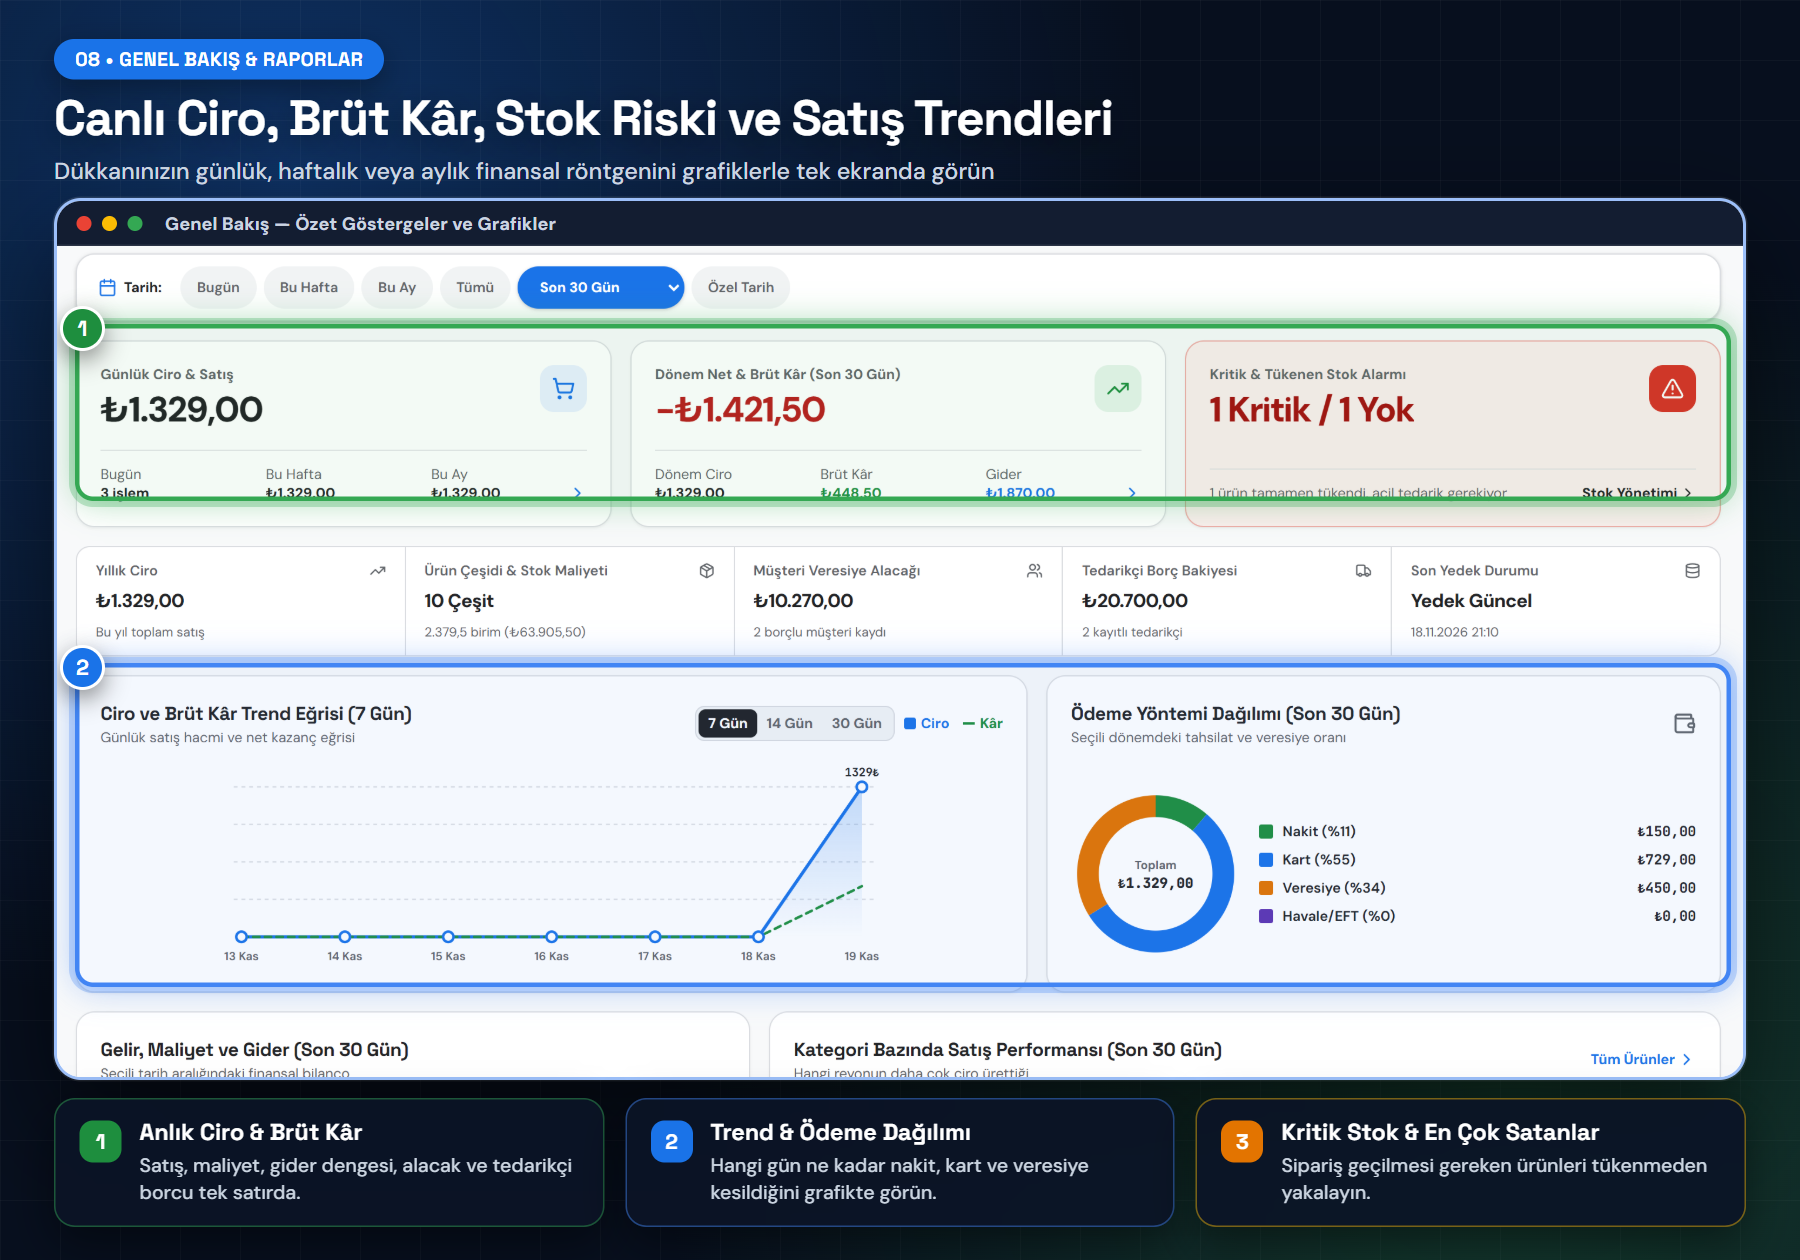 08 • GENEL BAKIŞ & RAPORLAR
Canlı Ciro, Brüt Kâr, Stok Riski ve Satış Trendleri
Dükkanınızın günlük, haftalık veya aylık finansal röntgenini grafiklerle tek ekranda görün
Genel Bakış — Özet Göstergeler ve Grafikler
Tarih: Bugün Bu Hafta Bu Ay Tümü Son 30 Gün Özel Tarih
1
Günlük Ciro & Satış
₺1.329,00
Bugün Bu Hafta Bu Ay
3 işlem ₺1.329,00 ₺1.329,00
Dönem Net & Brüt Kâr (Son 30 Gün)
-₺1.421,50
Dönem Ciro Brüt Kâr Gider
₺1.329,00 ₺448,50 ₺1.870,00
Kritik & Tükenen Stok Alarmı
1 Kritik / 1 Yok
1 ürün tamamen tükendi, acil tedarik gerekiyor Stok Yönetimi
Yıllık Ciro
₺1.329,00
Bu yıl toplam satış
Ürün Çeşidi & Stok Maliyeti
10 Çeşit
2.379,5 birim (₺63.905,50)
Müşteri Veresiye Alacağı
₺10.270,00
2 borçlu müşteri kaydı
Tedarikçi Borç Bakiyesi
₺20.700,00
2 kayıtlı tedarikçi
Son Yedek Durumu
Yedek Güncel
18.11.2026 21:10
2
Ciro ve Brüt Kâr Trend Eğrisi (7 Gün)
Günlük satış hacmi ve net kazanç eğrisi
7 Gün 14 Gün 30 Gün Ciro Kâr
1329₺
13 Kas 14 Kas 15 Kas 16 Kas 17 Kas 18 Kas 19 Kas
Ödeme Yöntemi Dağılımı (Son 30 Gün)
Seçili dönemdeki tahsilat ve veresiye oranı
Toplam
₺1.329,00
Nakit (%11) ₺150,00
Kart (%55) ₺729,00
Veresiye (%34) ₺450,00
Havale/EFT (%0) ₺0,00
Gelir, Maliyet ve Gider (Son 30 Gün)
Seçili tarih aralığındaki finansal bilanço
Kategori Bazında Satış Performansı (Son 30 Gün)
Hangi reyonun daha çok ciro ürettiği
Tüm Ürünler
1
Anlık Ciro & Brüt Kâr
Satış, maliyet, gider dengesi, alacak ve tedarikçi
borcu tek satırda.
2
Trend & Ödeme Dağılımı
Hangi gün ne kadar nakit, kart ve veresiye
kesildiğini grafikte görün.
3
Kritik Stok & En Çok Satanlar
Sipariş geçilmesi gereken ürünleri tükenmeden
yakalayın.